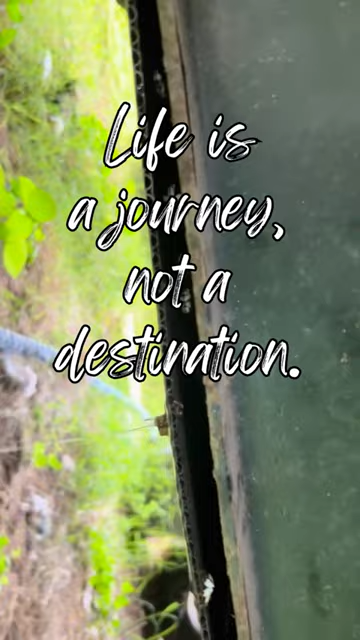 Life is
a journey,
not a
destination.